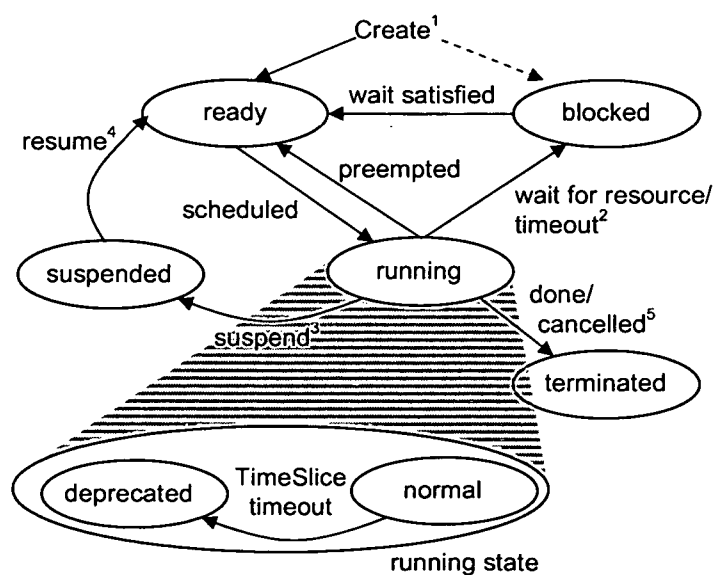 Create¹
ready
wait satisfied
blocked
resume⁴
preempted
scheduled
wait for resource/
timeout²
suspended
running
done/
cancelled⁵
suspend³
terminated
TimeSlice
timeout
deprecated
normal
running state